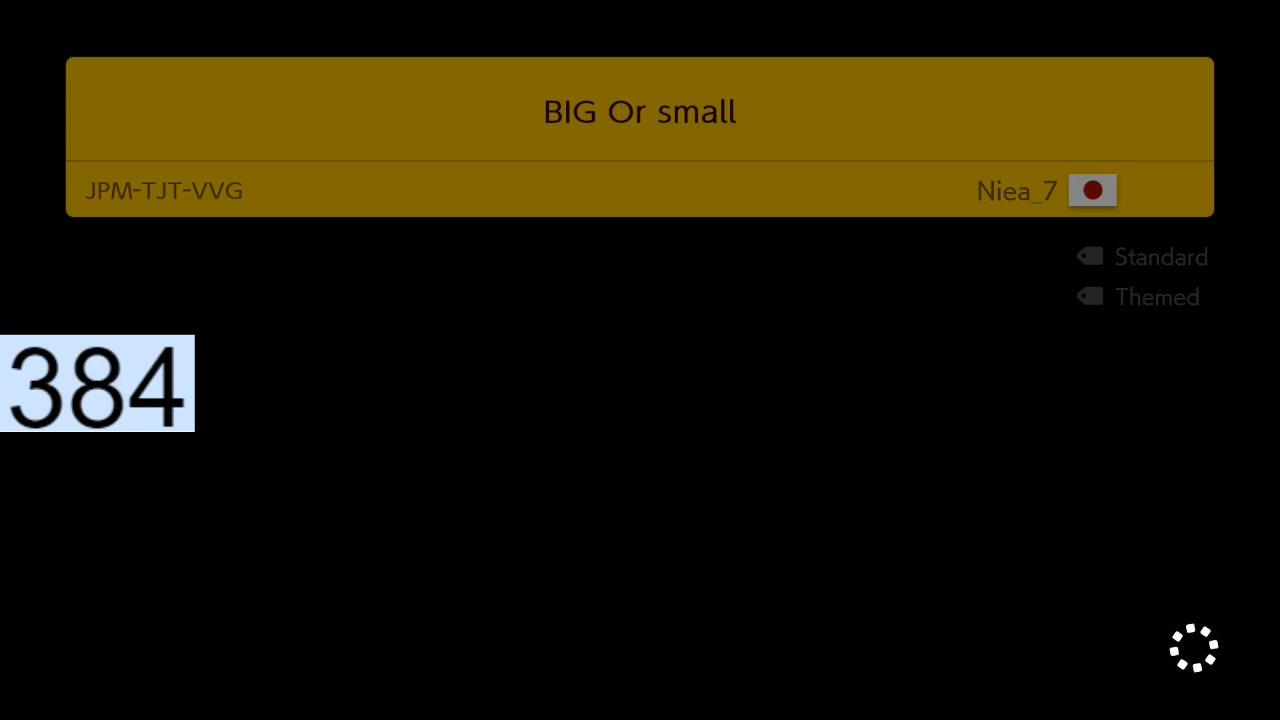 BIG Or small
JPM-TJT-VVG
Niea_7
Standard
Themed
384